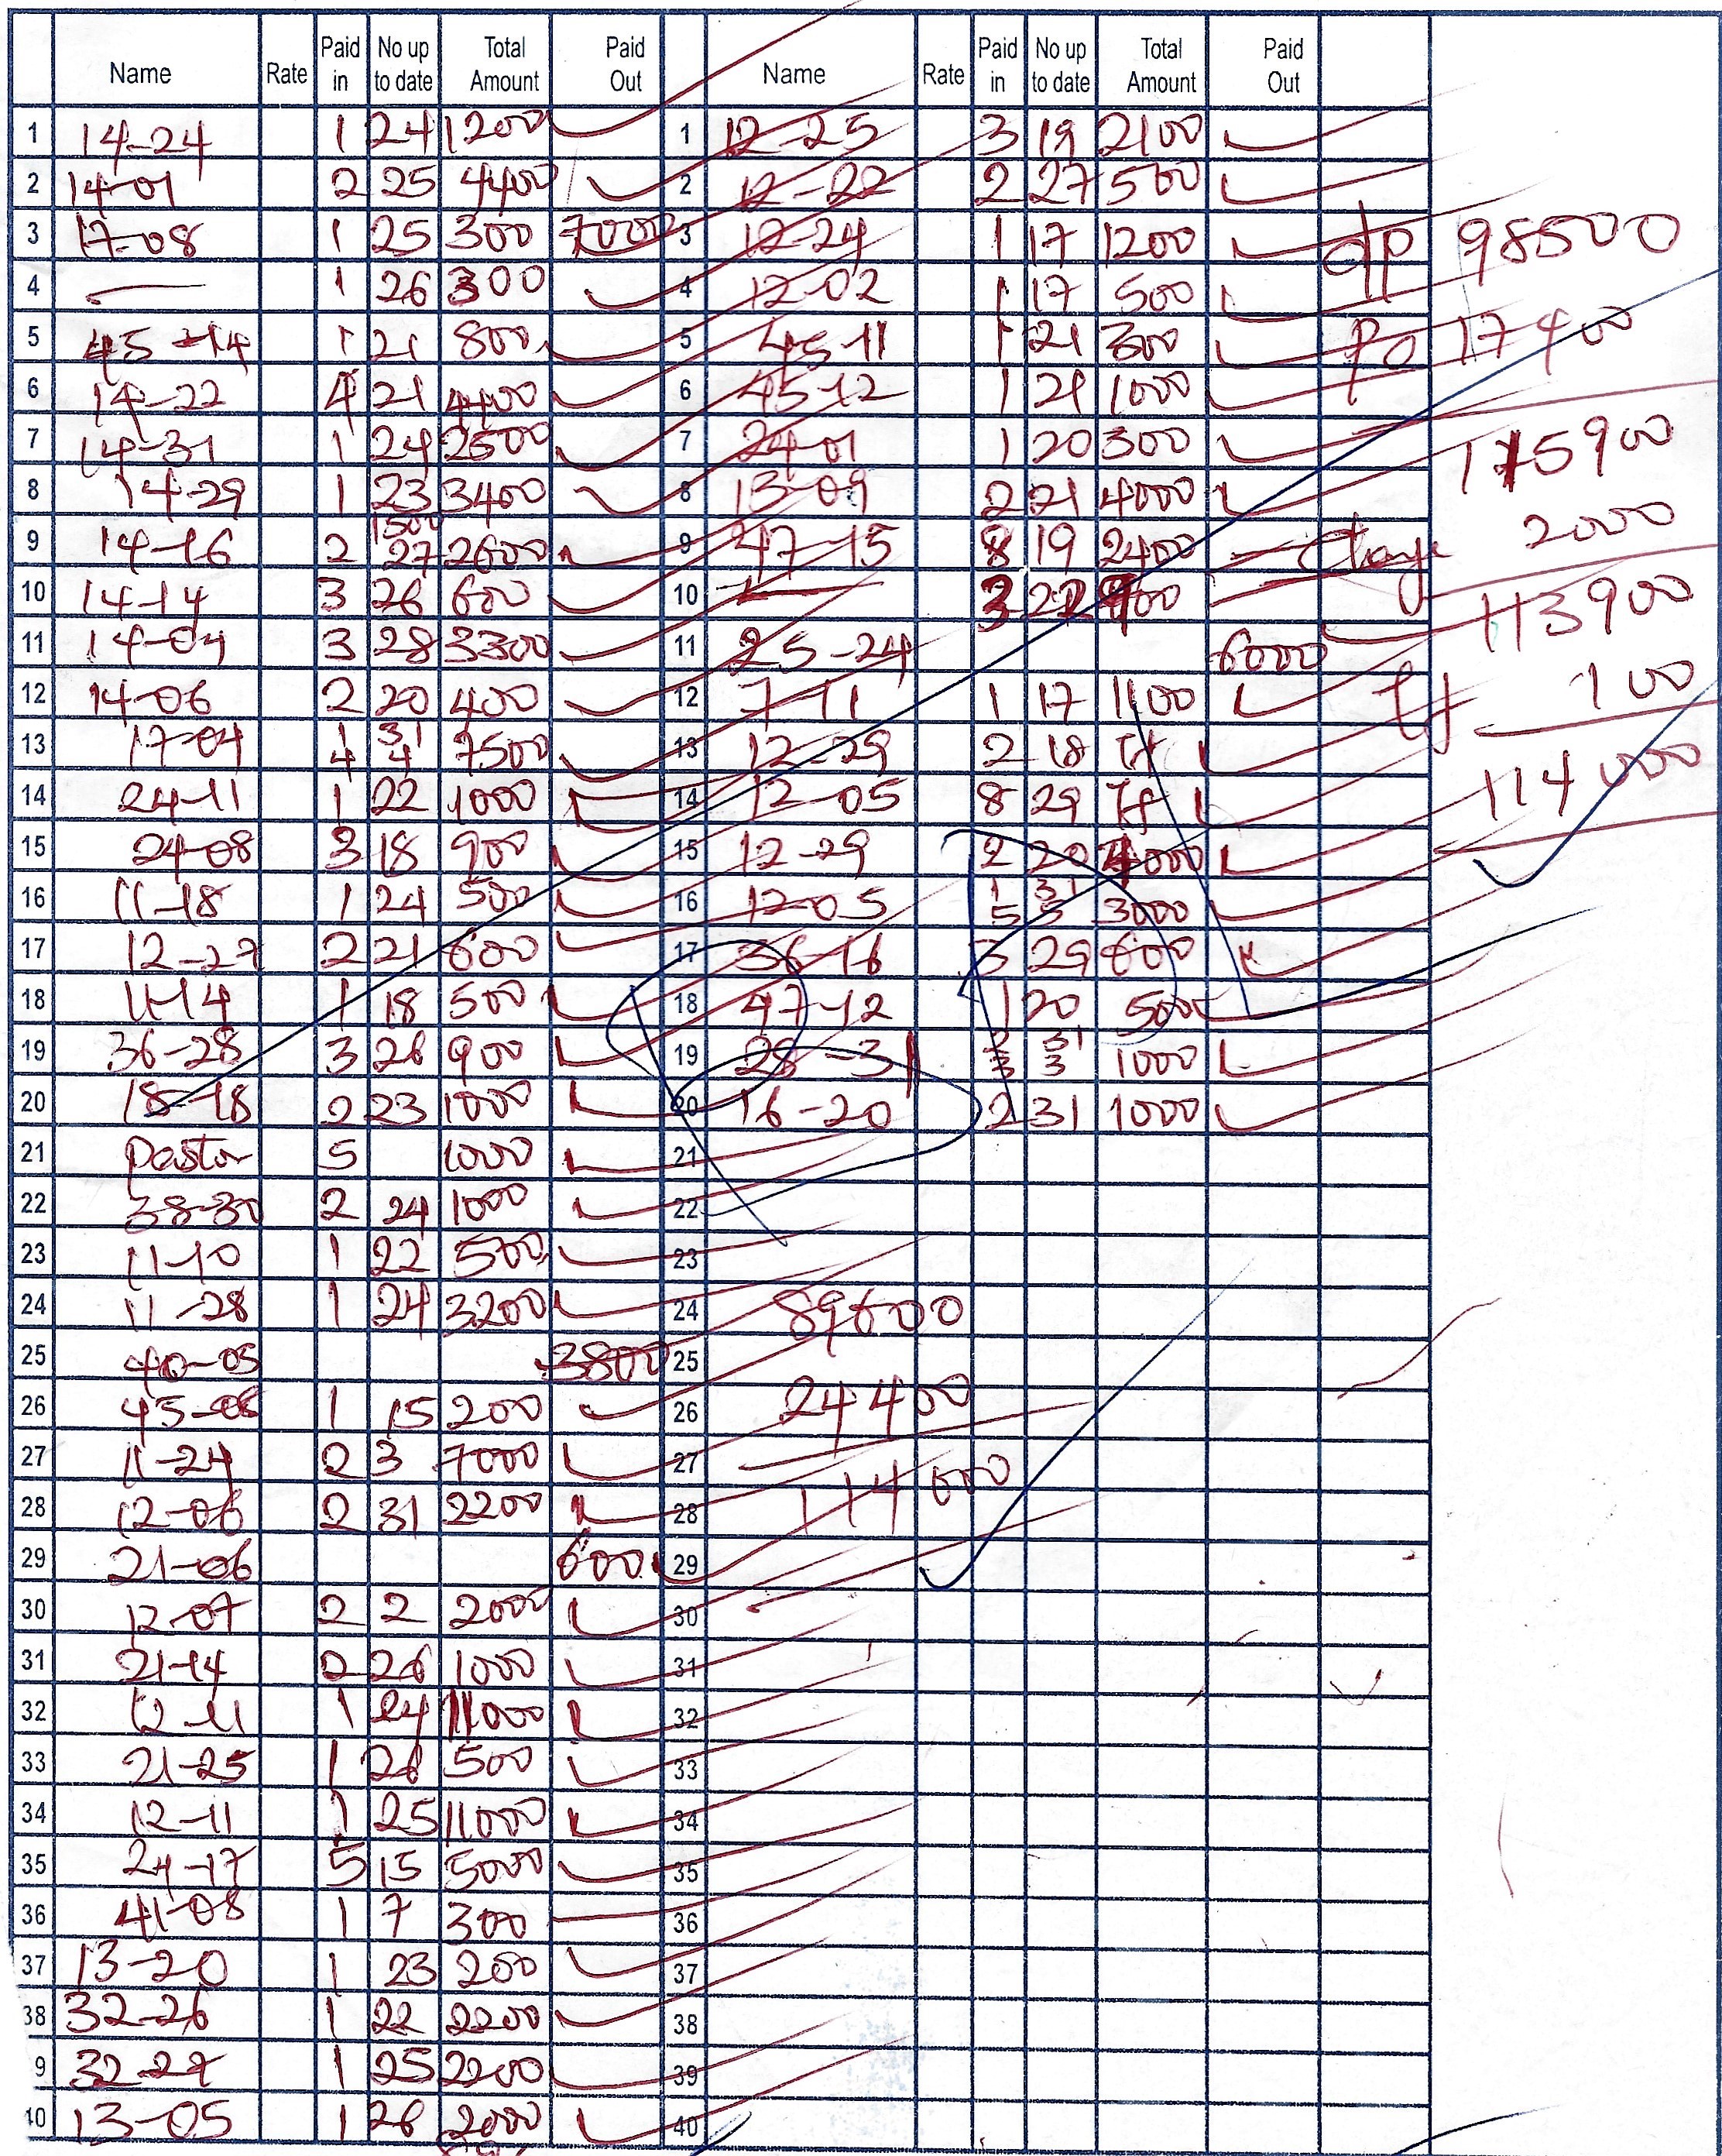 Name Rate Paid in No up to date Total Amount Paid Out Name Rate Paid in No up to date Total Amount Paid Out
1 14-24 1 24 1200 1 12-25 3 19 2100
2 14-01 2 25 4400 2 12-22 2 27 500
3 17-08 1 25 300 7000 3 12-24 1 17 1200 dp 98500
4 — 1 26 300 4 12-02 1 17 500
5 45-14 1 21 800 5 45-11 1 21 300 po 17400
6 14-22 4 21 4400 6 45-12 1 21 1000
7 14-31 1 24 2500 7 24-01 1 20 300 115900
8 14-29 1 23 3400 8 13-09 2 21 4000
9 14-16 2 1500 27 2600 9 47-15 8 19 2400 Change 2000
10 14-14 3 26 600 10 — 3 22 900 113900
11 14-04 3 28 3300 11 25-24 6000
12 14-06 2 20 400 12 7-11 1 17 1100 Tf 100
13 17-04 1 31 4 4 7500 13 12-29 2 18 Tf
14 24-11 1 22 1000 14 12-05 8 29 Tf 114000
15 24-08 3 18 900 15 12-29 2 20 4000
16 11-18 1 24 500 16 12-05 1 31 5 5 3000
17 12-27 2 21 600 17 36-16 3 29 600
18 11-14 1 18 500 18 47-12 1 20 500
19 36-28 3 26 900 19 28-31 31 3 3 1000
20 18-18 2 23 1000 20 16-20 2 31 1000
21 Pastor 5 1000 21
22 38-30 2 24 1000 22
23 11-10 1 22 500 23
24 11-28 1 24 3200 24 89600
25 40-05 3800 25
26 45-08 1 15 200 26 24400
27 11-24 2 3 7000 27
28 12-06 2 31 2200 28 114000
29 21-06 600 29
30 12-07 2 2 2000 30
31 21-14 2 26 1000 31
32 12-11 1 24 11000 32
33 21-25 1 26 500 33
34 12-11 1 25 11000 34
35 24-17 5 15 5000 35
36 41-08 1 7 300 36
37 13-20 1 23 200 37
38 32-26 1 22 2200 38
9 32-27 1 25 2200 39
40 13-05 1 26 2000 40